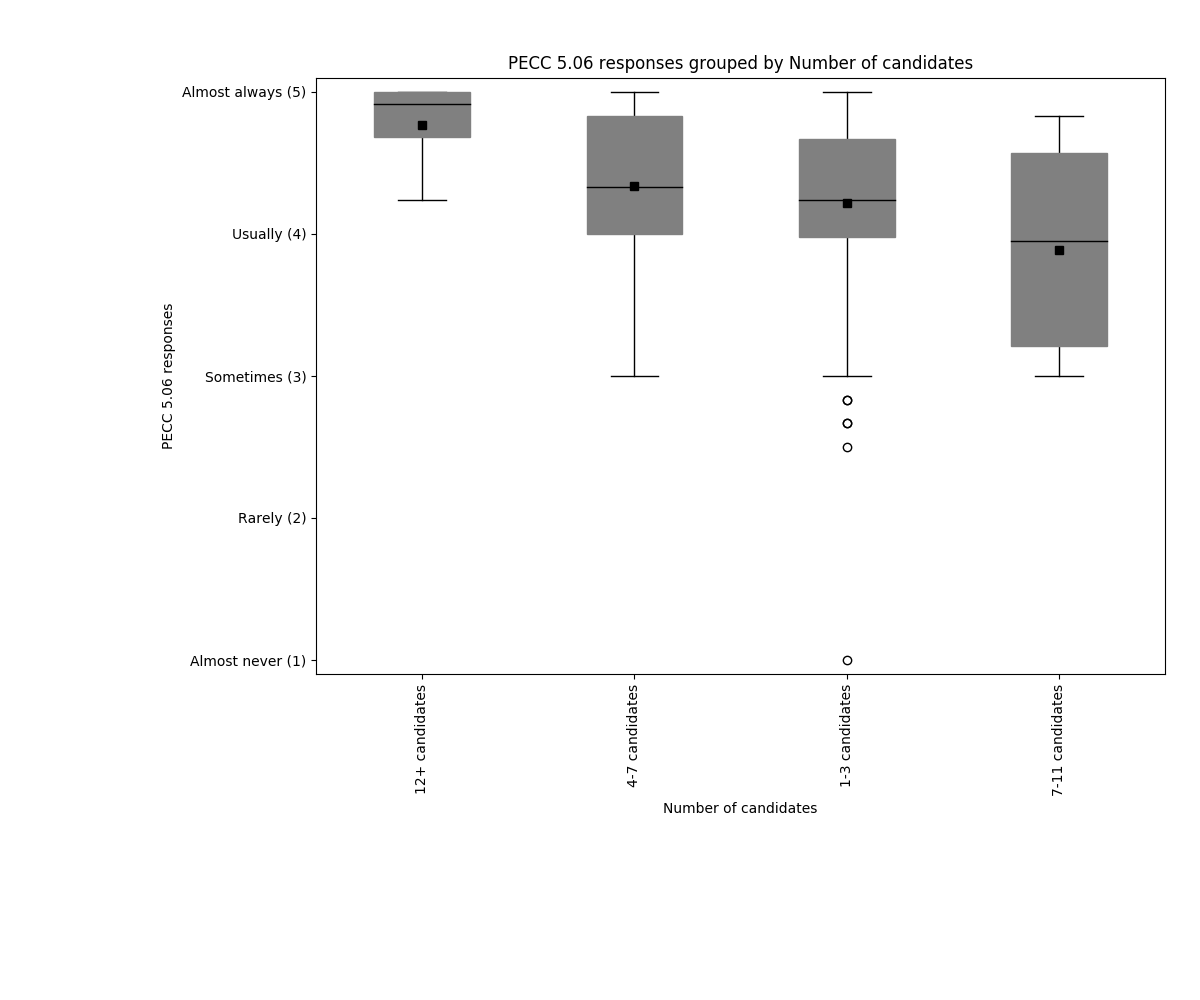 PECC 5.06 responses grouped by Number of candidates
Almost always (5)
Usually (4)
Sometimes (3)
Rarely (2)
Almost never (1)
PECC 5.06 responses
12+ candidates
4-7 candidates
1-3 candidates
7-11 candidates
Number of candidates